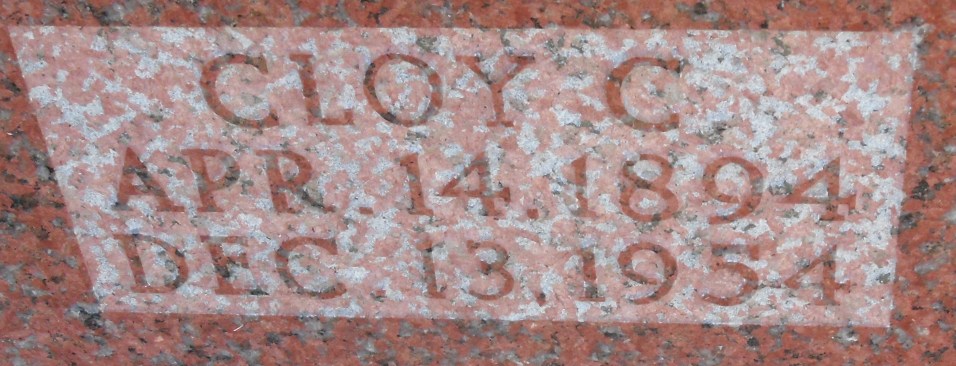 CLOY C
APR. 14. 1894
DEC 13. 1954